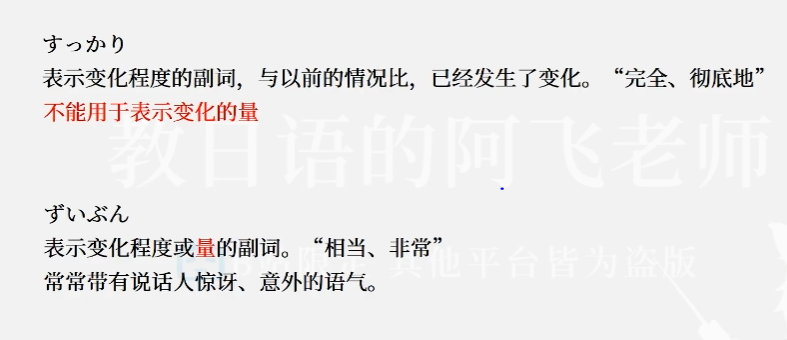 すっかり
表示变化程度的副词，与以前的情况比，已经发生了变化。“完全、彻底地”
不能用于表示变化的量
教日语的阿飞老师
ずいぶん
表示变化程度或量的副词。“相当、非常”
其他平台皆为盗版
常常带有说话人惊讶、意外的语气。